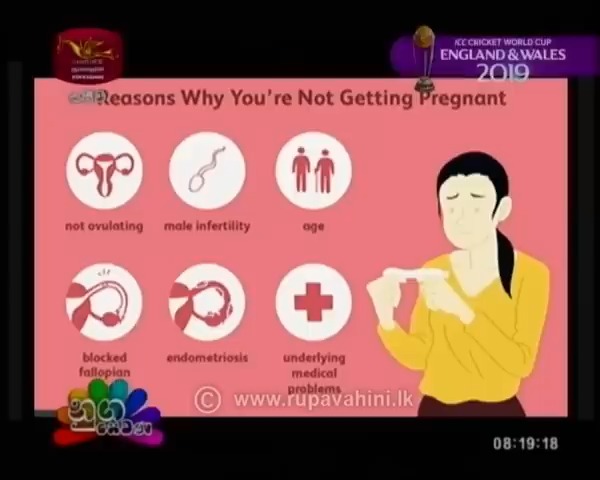 ICC CRICKET WORLD CUP
ENGLAND & WALES
2019
Reasons Why You're Not Getting Pregnant
not ovulating
male infertility
age
blocked
fallopian
endometriosis
underlying
medical
problems
© www.rupavahini.lk
නුග
සෙවණ
08:19:18